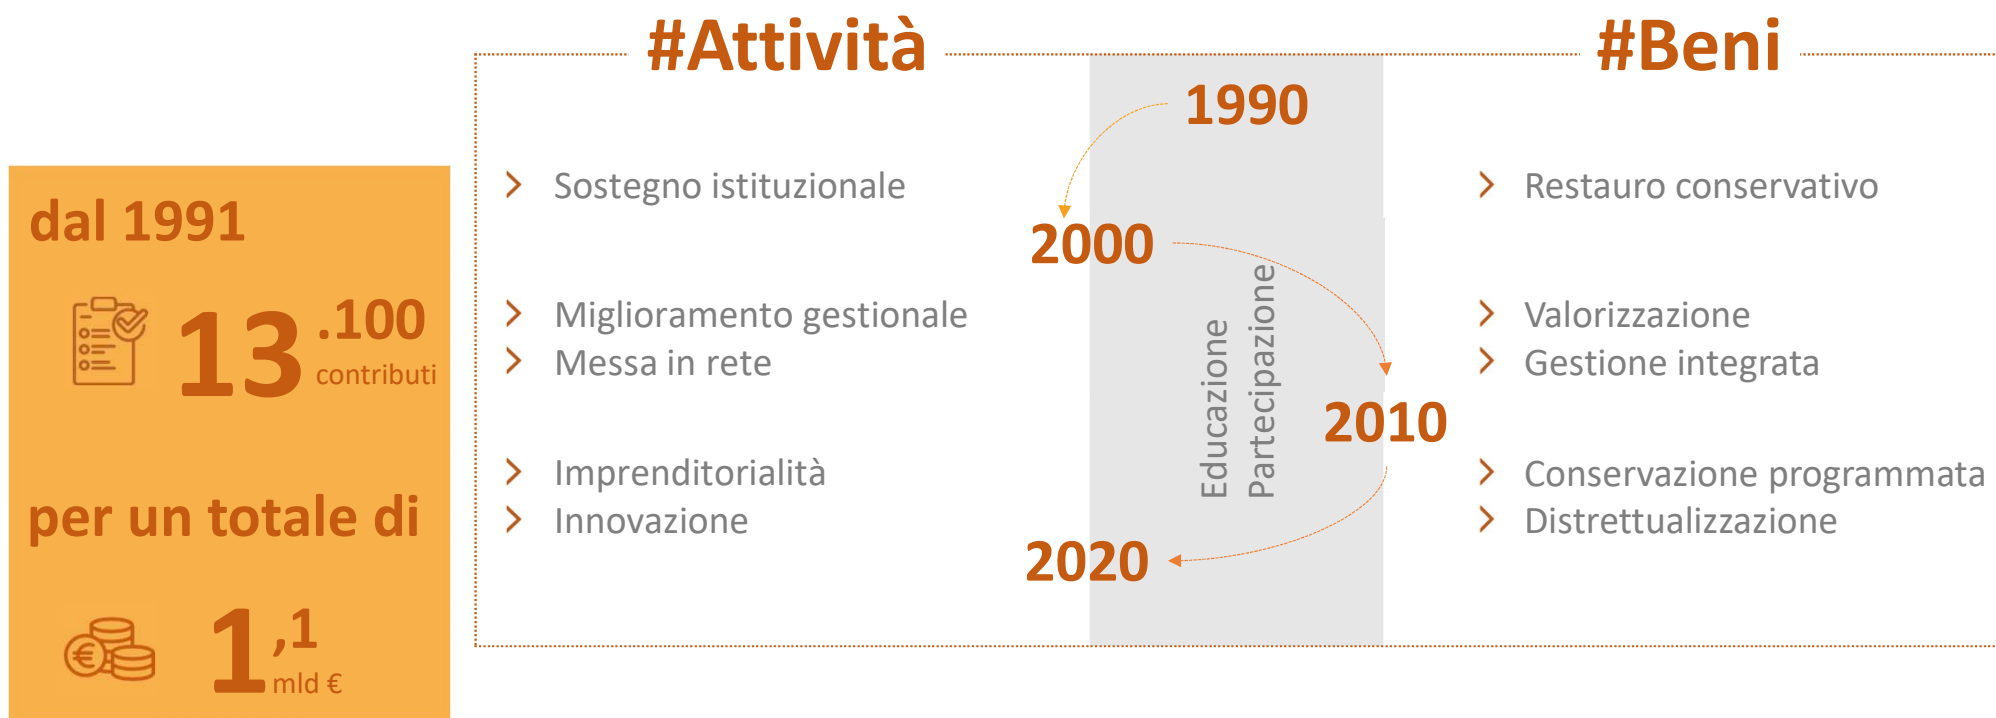 #Attività
#Beni
dal 1991
13.100
contributi
per un totale di
1,1
mld €
Sostegno istituzionale
Miglioramento gestionale
Messa in rete
Imprenditorialità
Innovazione
1990
2000
2010
2020
Educazione
Partecipazione
Restauro conservativo
Valorizzazione
Gestione integrata
Conservazione programmata
Distrettualizzazione